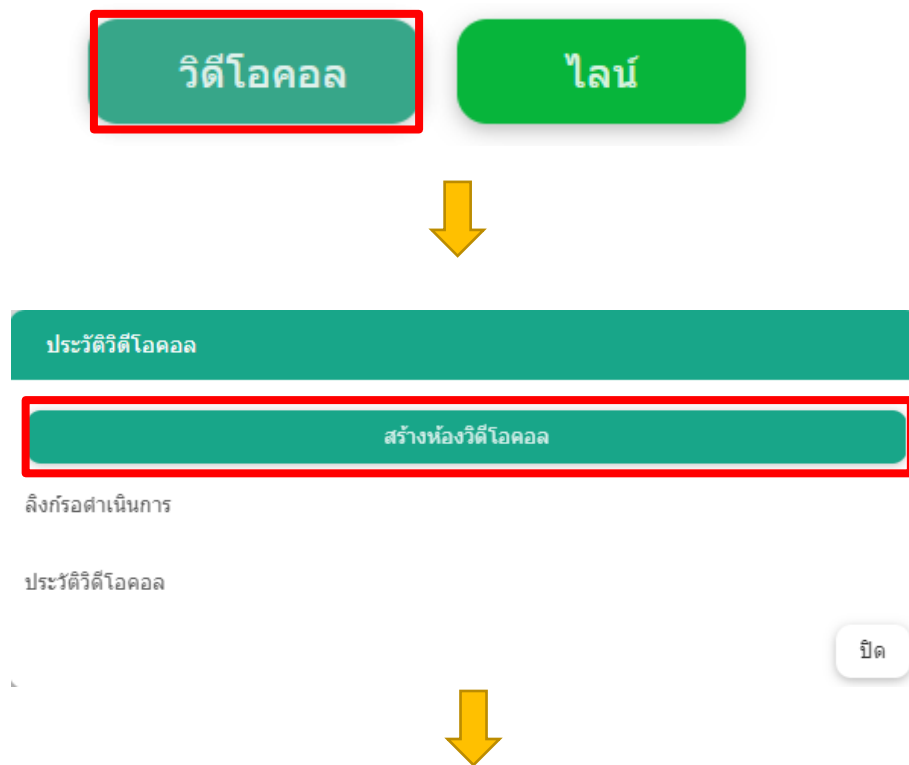 วิดีโอคอล ไลน์
ประวัติวิดีโอคอล
สร้างห้องวิดีโอคอล
ลิงก์รอดำเนินการ
ประวัติวิดีโอคอล
ปิด